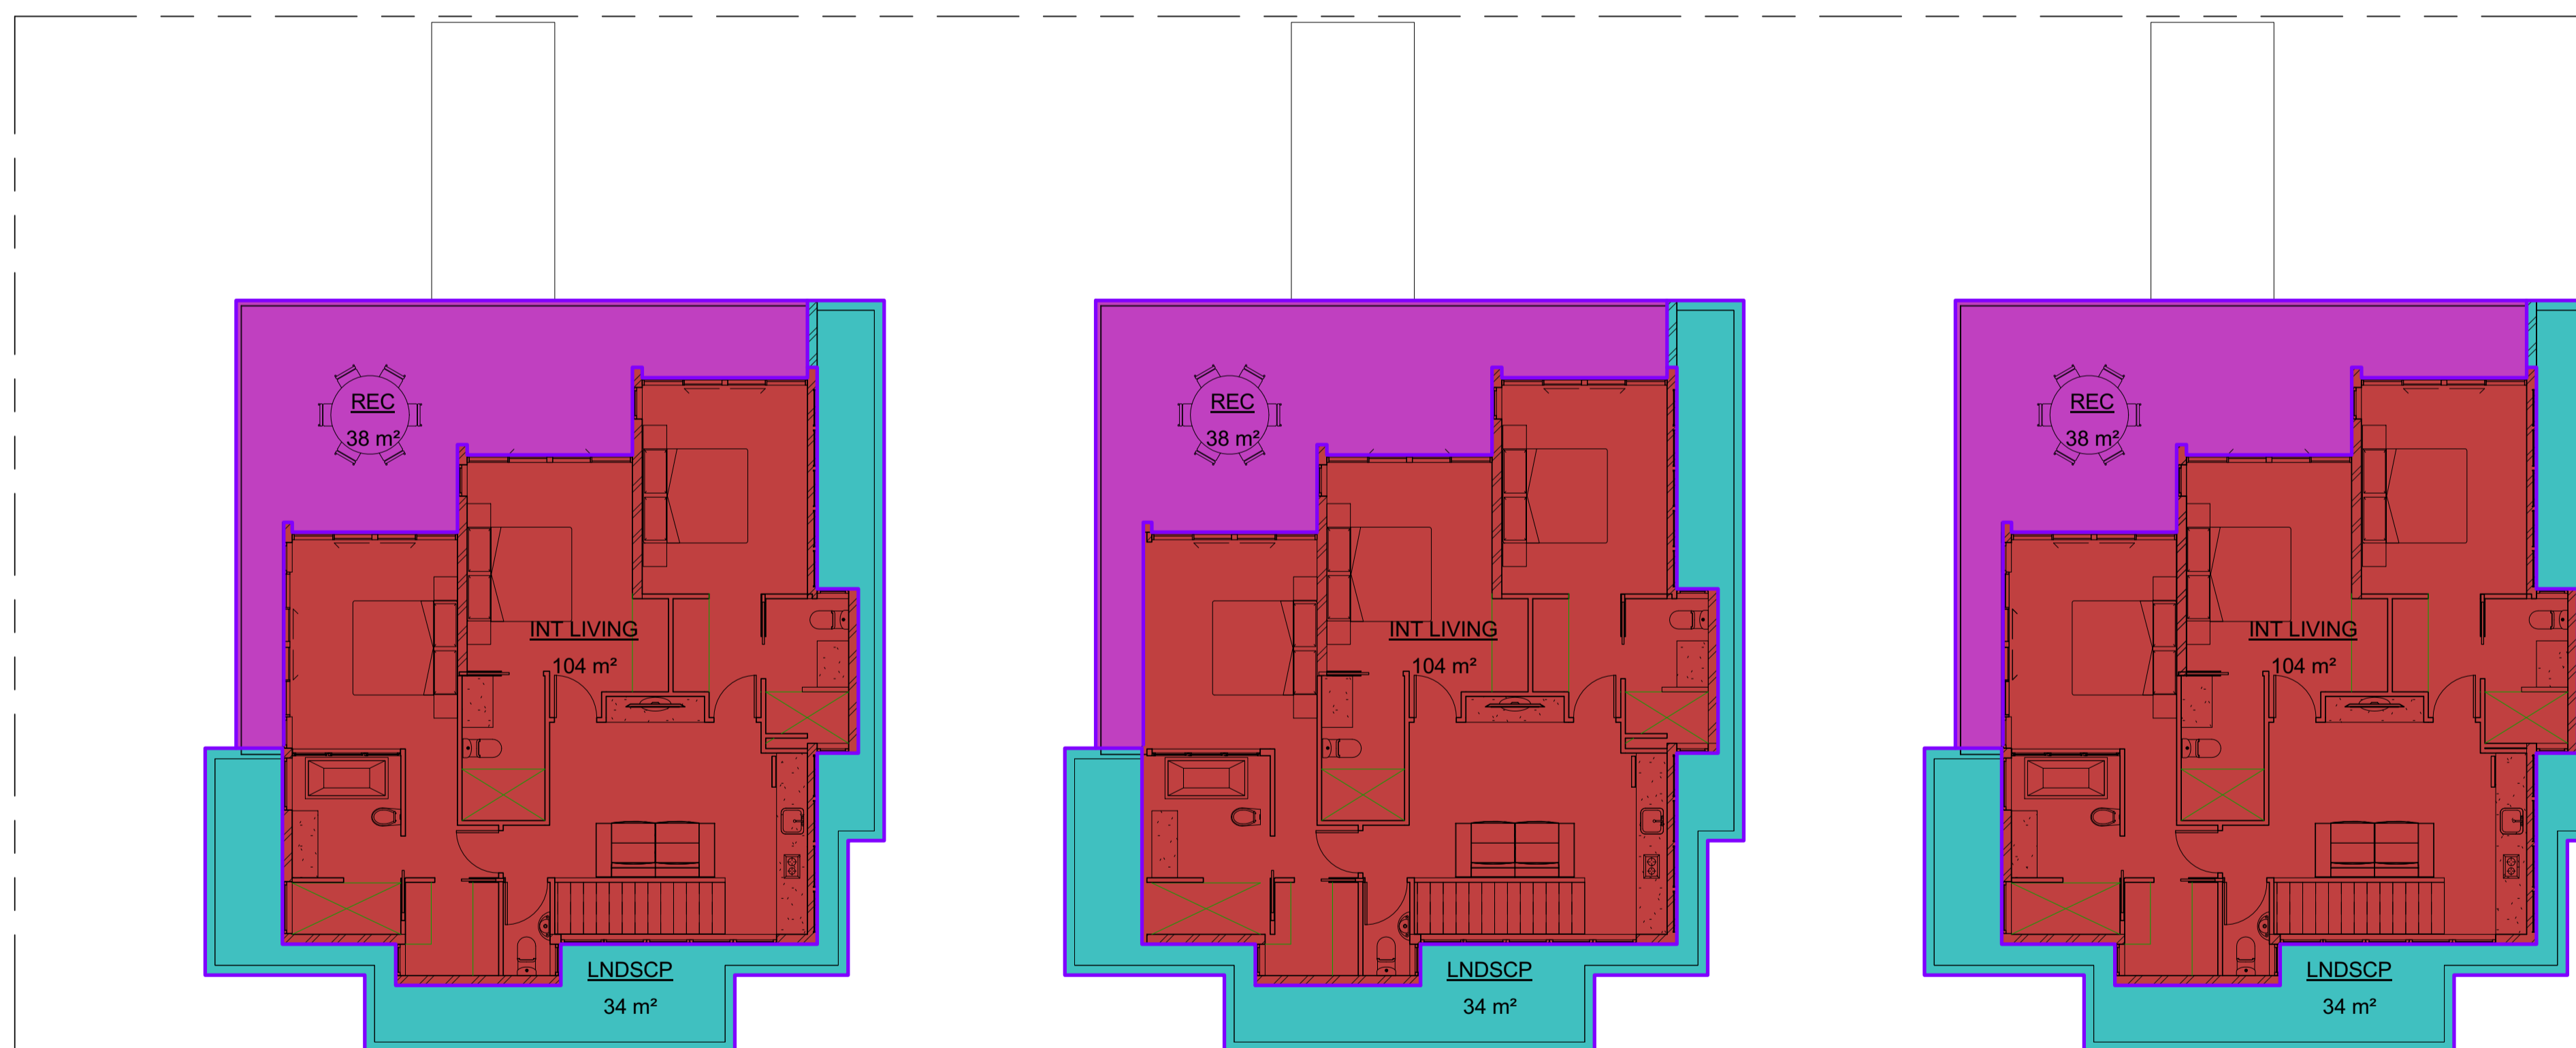 REC
38 m²
REC
38 m²
REC
38 m²
INT LIVING
104 m²
INT LIVING
104 m²
INT LIVING
104 m²
LNDSCP
34 m²
LNDSCP
34 m²
LNDSCP
34 m²